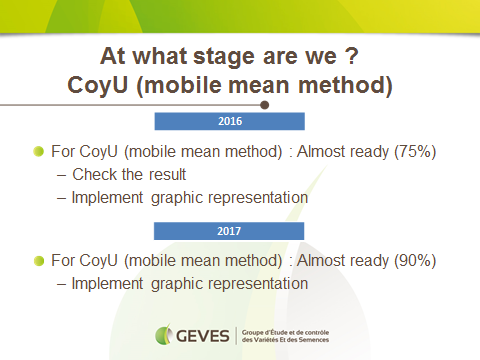 At what stage are we ?
CoyU (mobile mean method)
2016
For CoyU (mobile mean method) : Almost ready (75%)
– Check the result
– Implement graphic representation
2017
For CoyU (mobile mean method) : Almost ready (90%)
– Implement graphic representation
GEVES
Groupe d'Étude et de contrôle
des Variétés Et des Semences